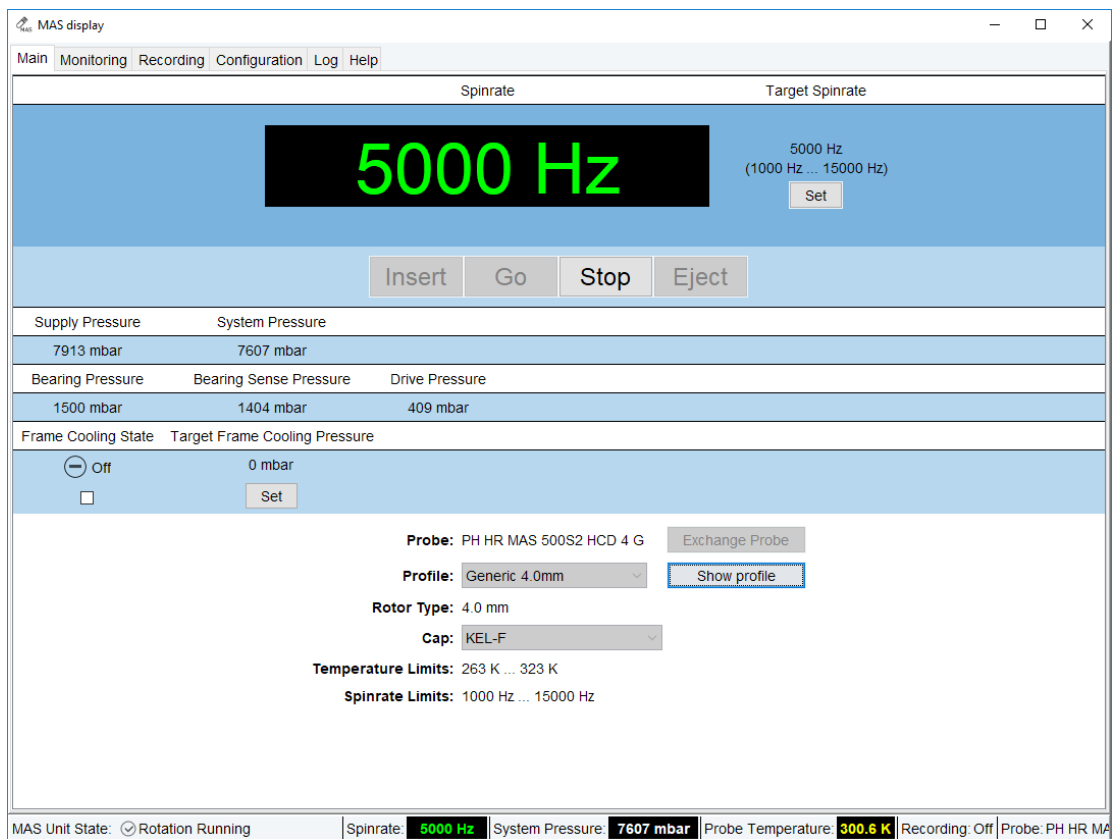 MAS MAS display
Main Monitoring Recording Configuration Log Help
Spinrate Target Spinrate
5000 Hz
5000 Hz
(1000 Hz ... 15000 Hz)
Set
Insert Go Stop Eject
Supply Pressure System Pressure
7913 mbar 7607 mbar
Bearing Pressure Bearing Sense Pressure Drive Pressure
1500 mbar 1404 mbar 409 mbar
Frame Cooling State Target Frame Cooling Pressure
Off 0 mbar
Set
Probe: PH HR MAS 500S2 HCD 4 G Exchange Probe
Profile: Generic 4.0mm Show profile
Rotor Type: 4.0 mm
Cap: KEL-F
Temperature Limits: 263 K ... 323 K
Spinrate Limits: 1000 Hz ... 15000 Hz
MAS Unit State: Rotation Running Spinrate: 5000 Hz System Pressure: 7607 mbar Probe Temperature: 300.6 K Recording: Off Probe: PH HR MA